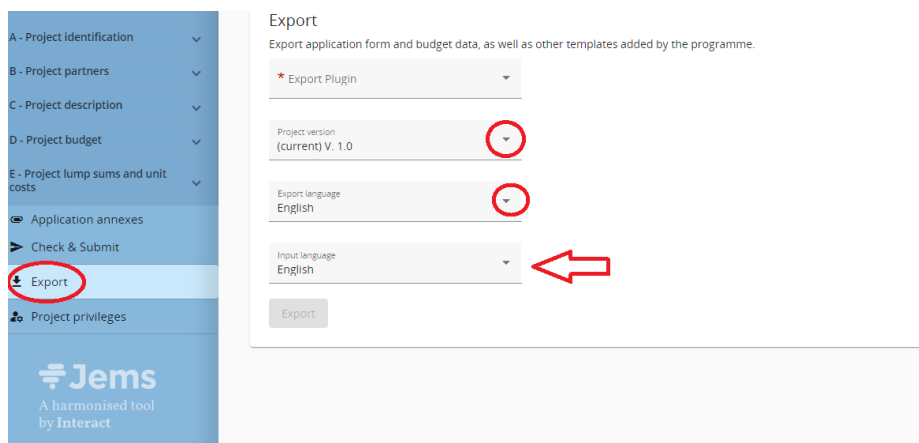 A - Project identification
B - Project partners
C - Project description
D - Project budget
E - Project lump sums and unit
costs
Application annexes
Check & Submit
Export
Project privileges
Jems
A harmonised tool
by Interact
Export
Export application form and budget data, as well as other templates added by the programme.
* Export Plugin
Project version
(current) V. 1.0
Export language
English
Input language
English
Export